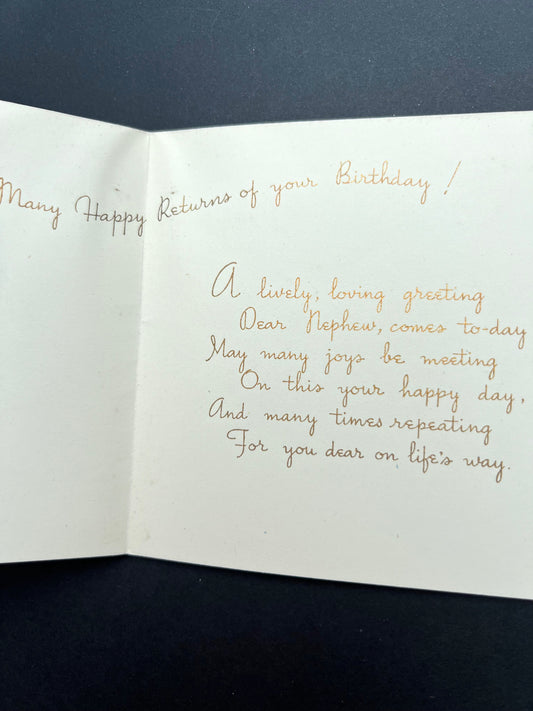 Many Happy Returns of your Birthday!
A lively, loving greeting
Dear Nephew, comes to-day
May many joys be meeting
On this your happy day,
And many times repeating
For you dear on life's way.